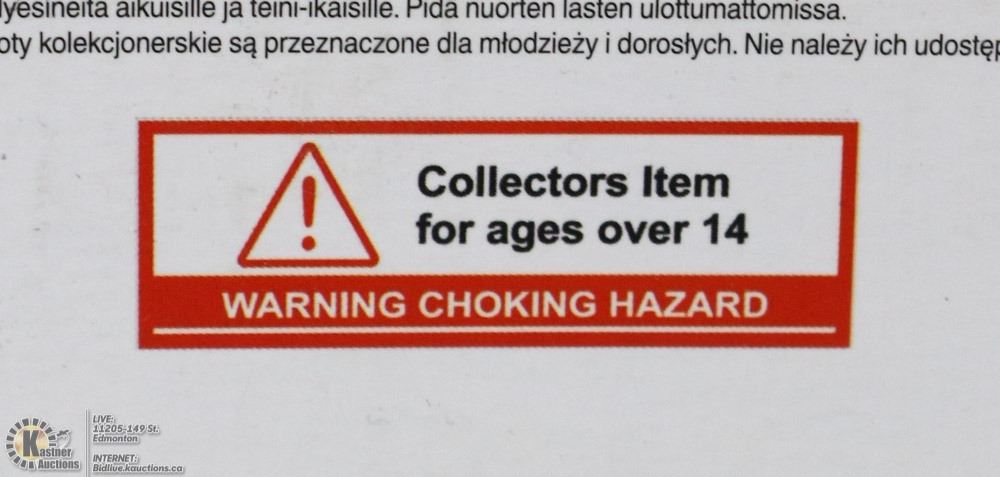 aikuisille ja teini-ikäisille. Pidä nuorten lasten ulottumattomissa.
kolekcjonerskie są przeznaczone dla młodzieży i dorosłych. Nie należy ich
Collectors Item
for ages over 14
WARNING CHOKING HAZARD
Kastner
Auctions
LIVE:
11205-149 St.
Edmonton
INTERNET:
Bidlive.kauctions.ca